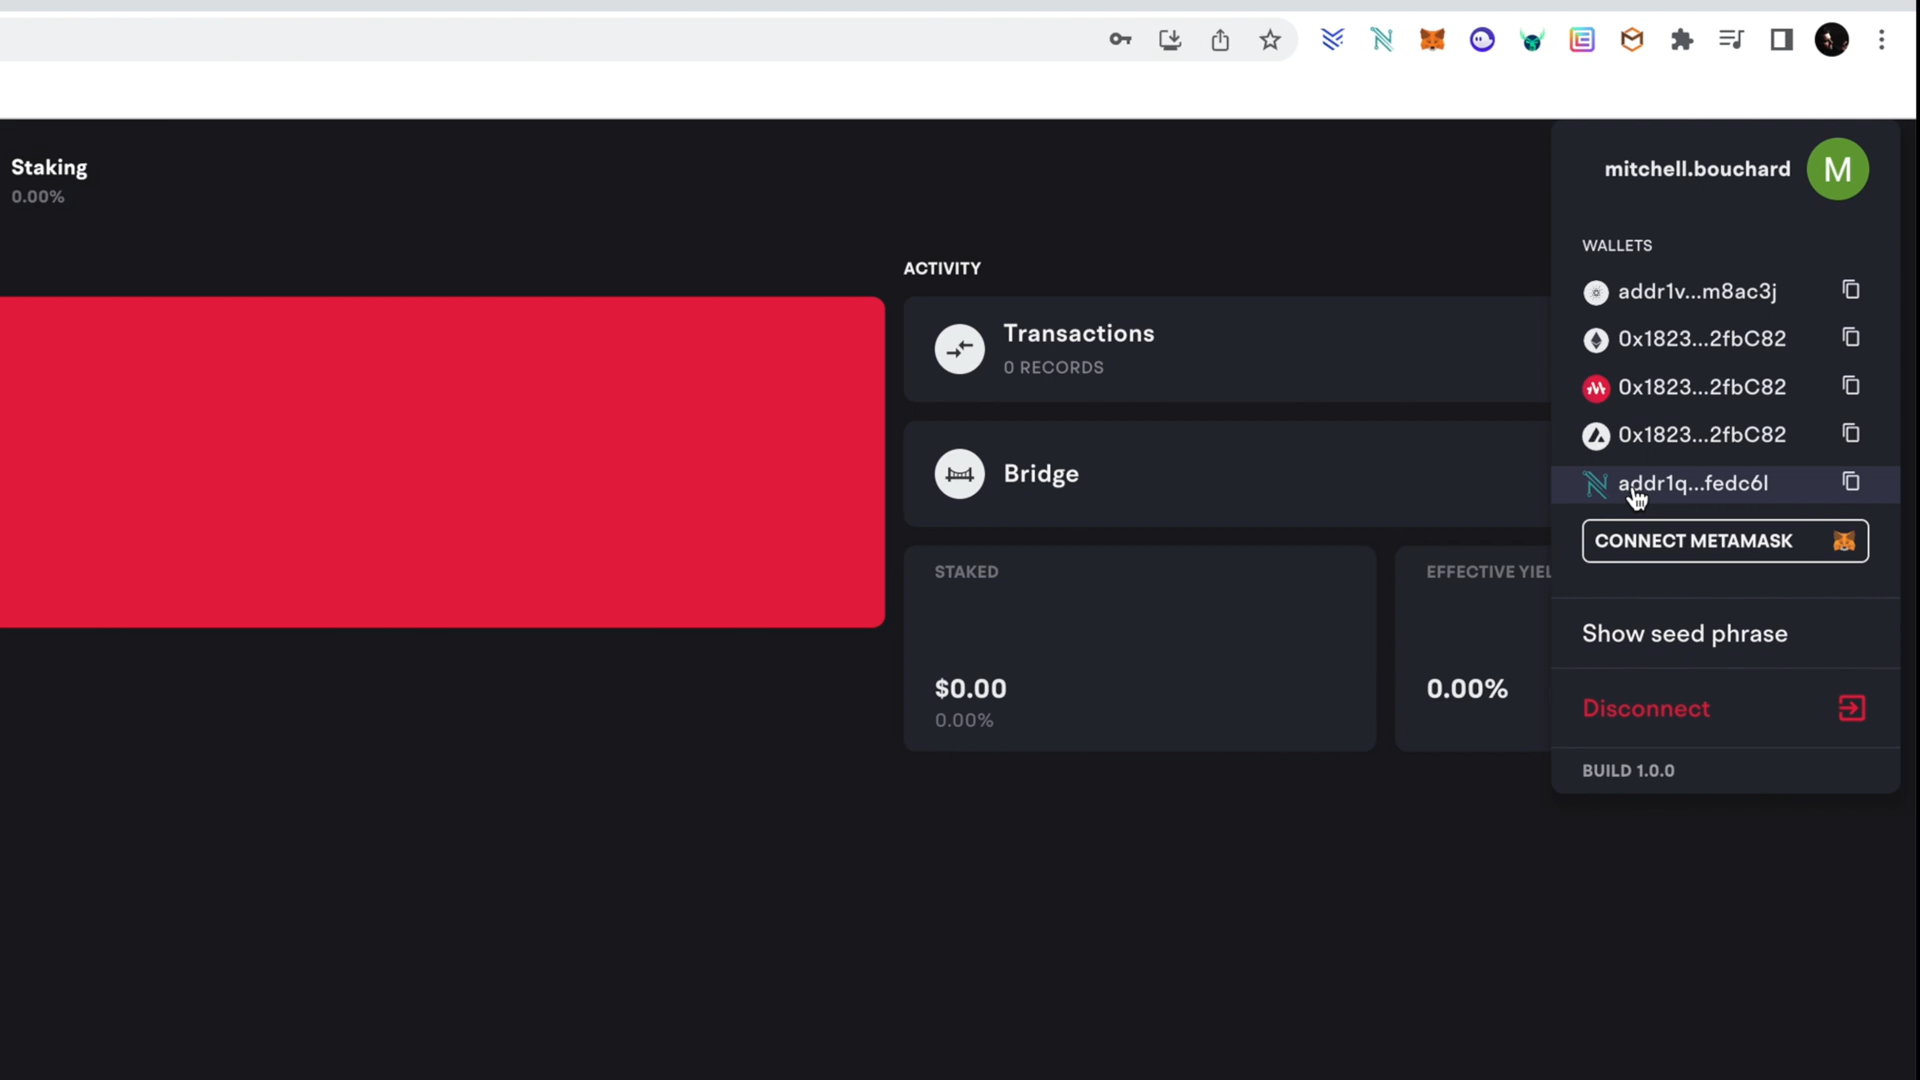 mitchell.bouchard
M
Staking
0.00%
WALLETS
addr1v...m8ac3j
0x1823...2fbC82
0x1823...2fbC82
0x1823...2fbC82
addr1q...fedc6l
CONNECT METAMASK
Show seed phrase
Disconnect
BUILD 1.0.0
ACTIVITY
Transactions
0 RECORDS
Bridge
STAKED
$0.00
0.00%
EFFECTIVE YIEL
0.00%